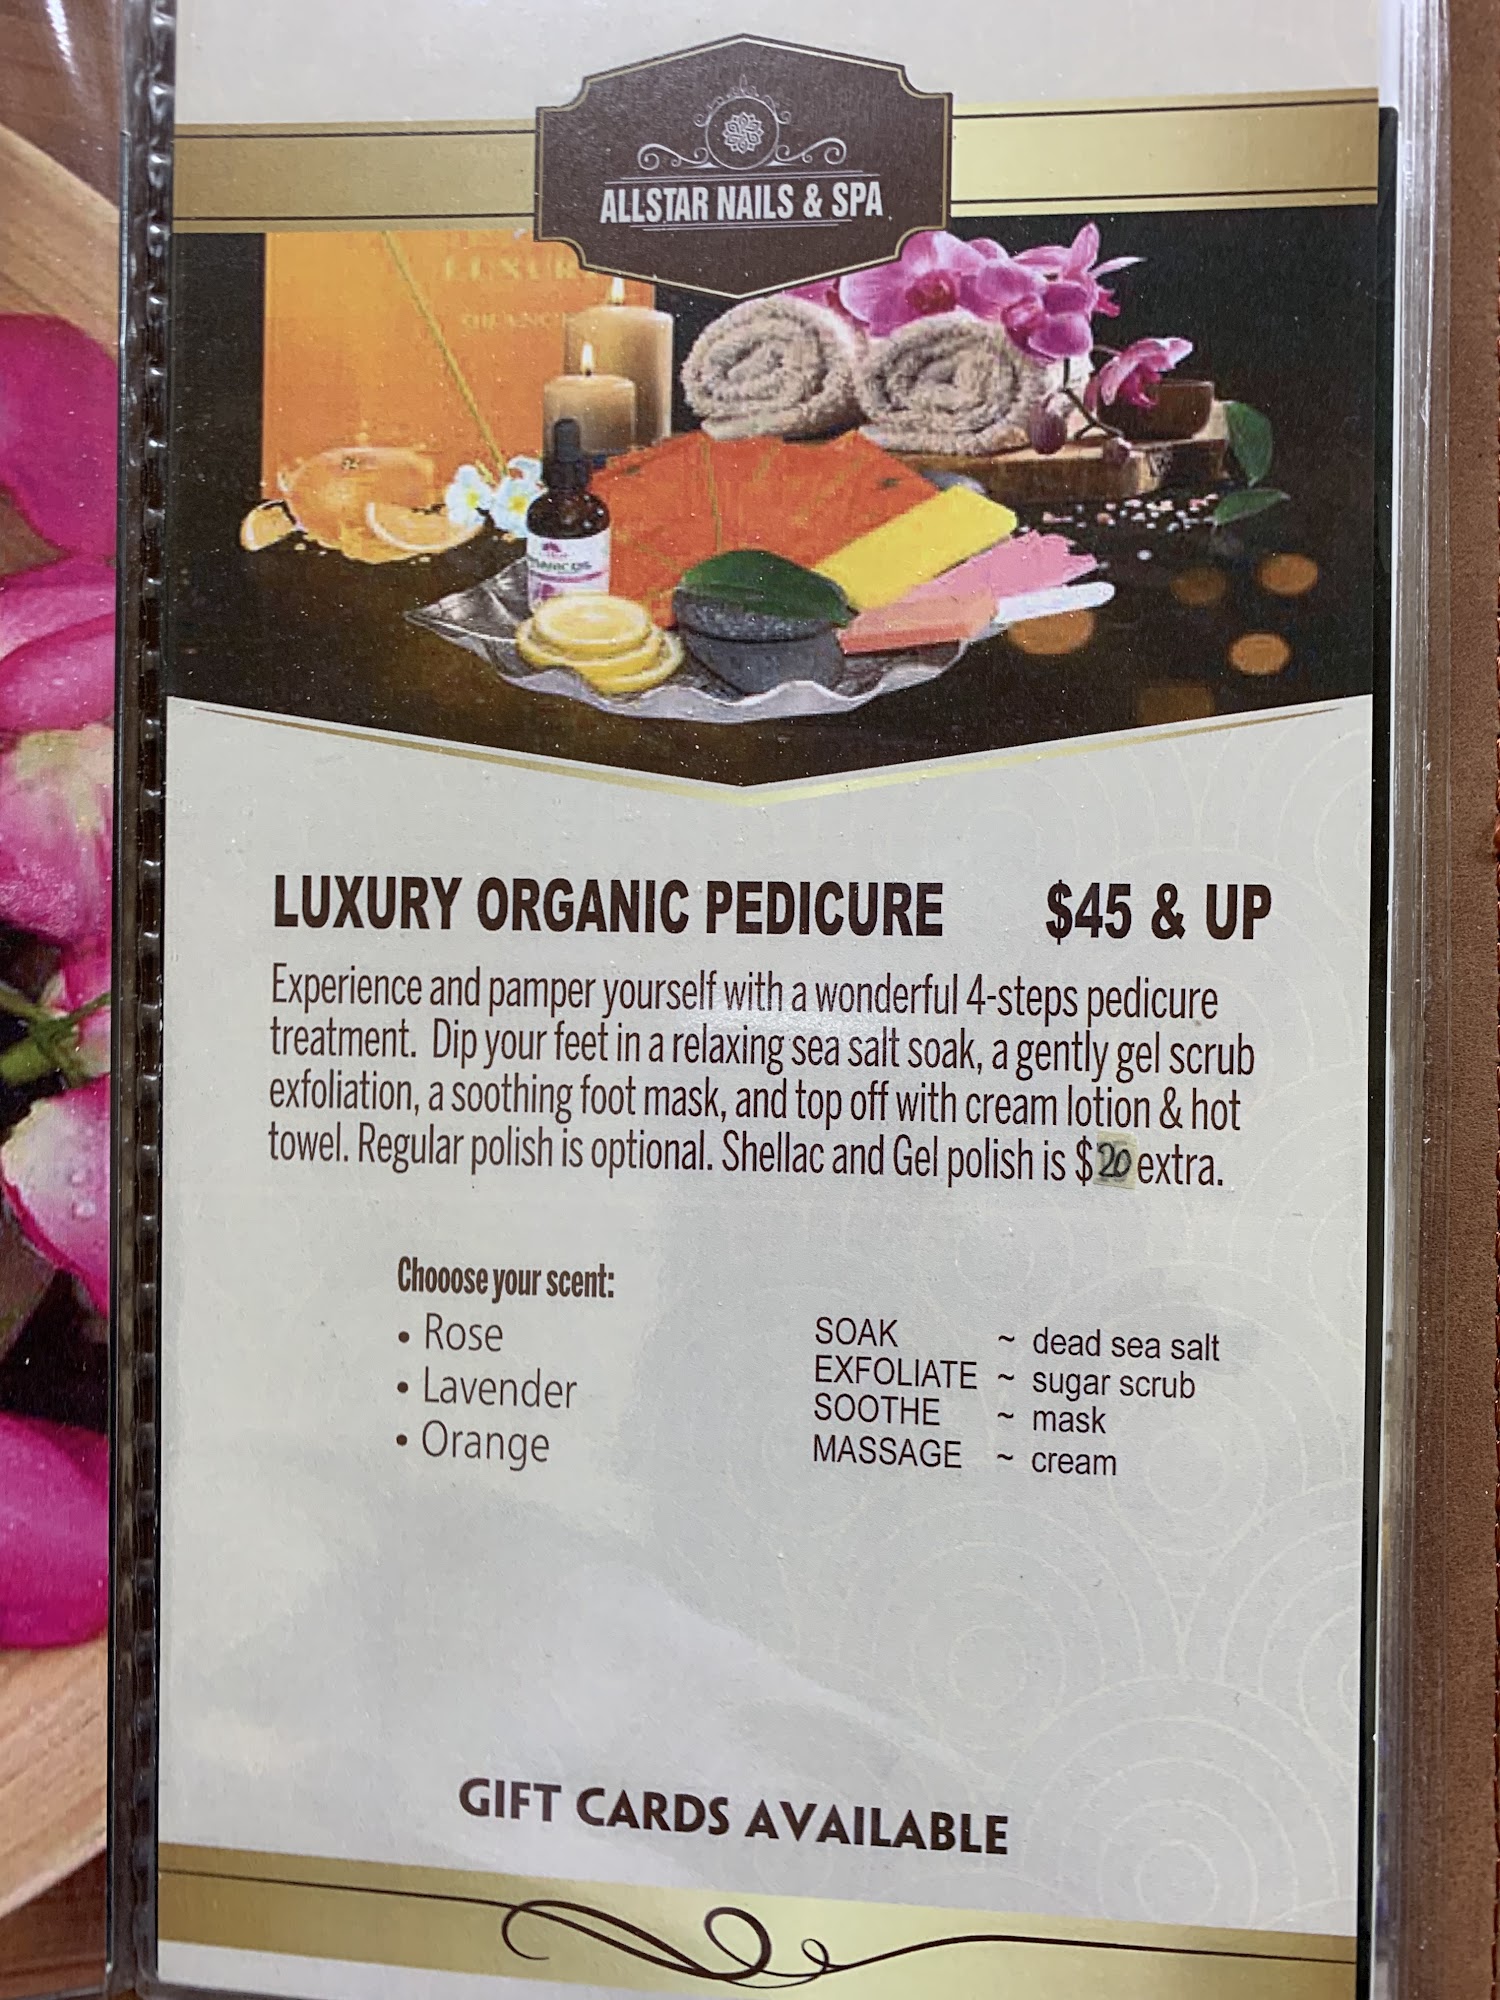 ALLSTAR NAILS & SPA
LUXURY ORGANIC PEDICURE $45 & UP
Experience and pamper yourself with a wonderful 4-steps pedicure
treatment. Dip your feet in a relaxing sea salt soak, a gently gel scrub
exfoliation, a soothing foot mask, and top off with cream lotion & hot
towel. Regular polish is optional. Shellac and Gel polish is $20 extra.
Chooose your scent:
• Rose
• Lavender
• Orange
SOAK ~ dead sea salt
EXFOLIATE ~ sugar scrub
SOOTHE ~ mask
MASSAGE ~ cream
GIFT CARDS AVAILABLE